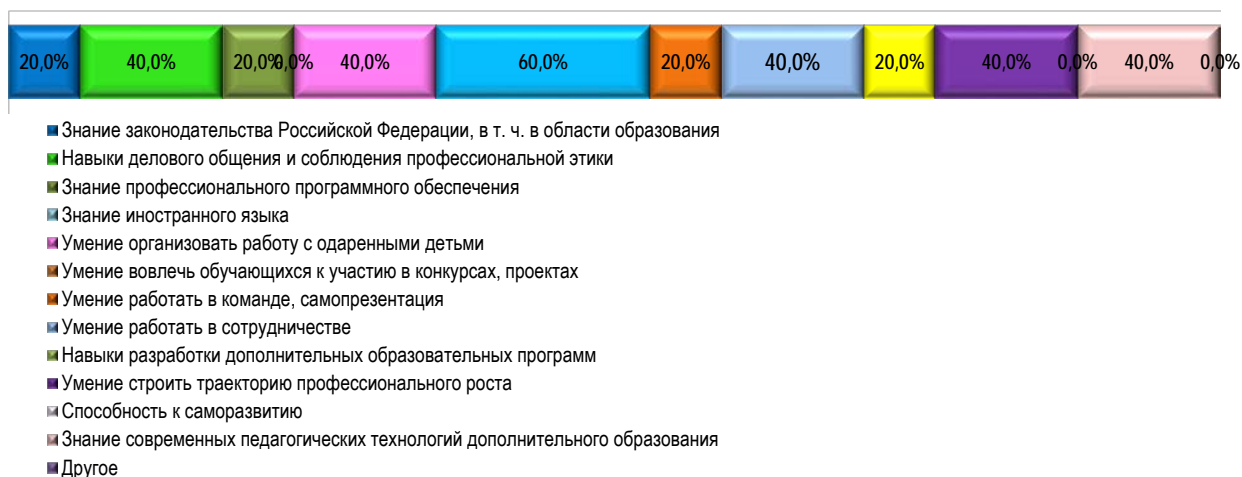 20,0% 40,0% 20,0% 0,0% 40,0% 60,0% 20,0% 40,0% 20,0% 40,0% 0,0% 40,0% 0,0%
Знание законодательства Российской Федерации, в т. ч. в области образования
Навыки делового общения и соблюдения профессиональной этики
Знание профессионального программного обеспечения
Знание иностранного языка
Умение организовать работу с одаренными детьми
Умение вовлечь обучающихся к участию в конкурсах, проектах
Умение работать в команде, самопрезентация
Умение работать в сотрудничестве
Навыки разработки дополнительных образовательных программ
Умение строить траекторию профессионального роста
Способность к саморазвитию
Знание современных педагогических технологий дополнительного образования
Другое